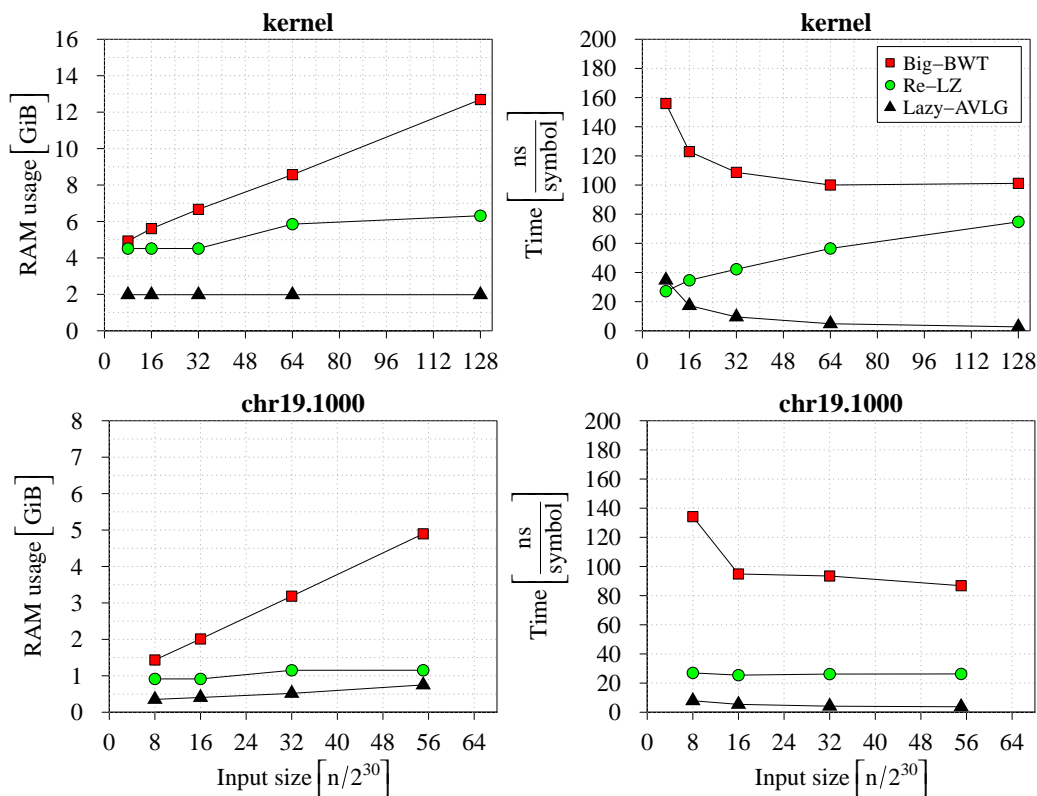 kernel
16
14
12
10
8
6
4
2
0
RAM usage [GiB]
0 16 32 48 64 80 96 112 128
kernel
200
180
160
140
120
100
80
60
40
20
0
Time [ns/symbol]
0 16 32 48 64 80 96 112 128
Big−BWT
Re−LZ
Lazy−AVLG
chr19.1000
8
7
6
5
4
3
2
1
0
RAM usage [GiB]
0 8 16 24 32 40 48 56 64
Input size [n/2^30]
chr19.1000
200
180
160
140
120
100
80
60
40
20
0
Time [ns/symbol]
0 8 16 24 32 40 48 56 64
Input size [n/2^30]